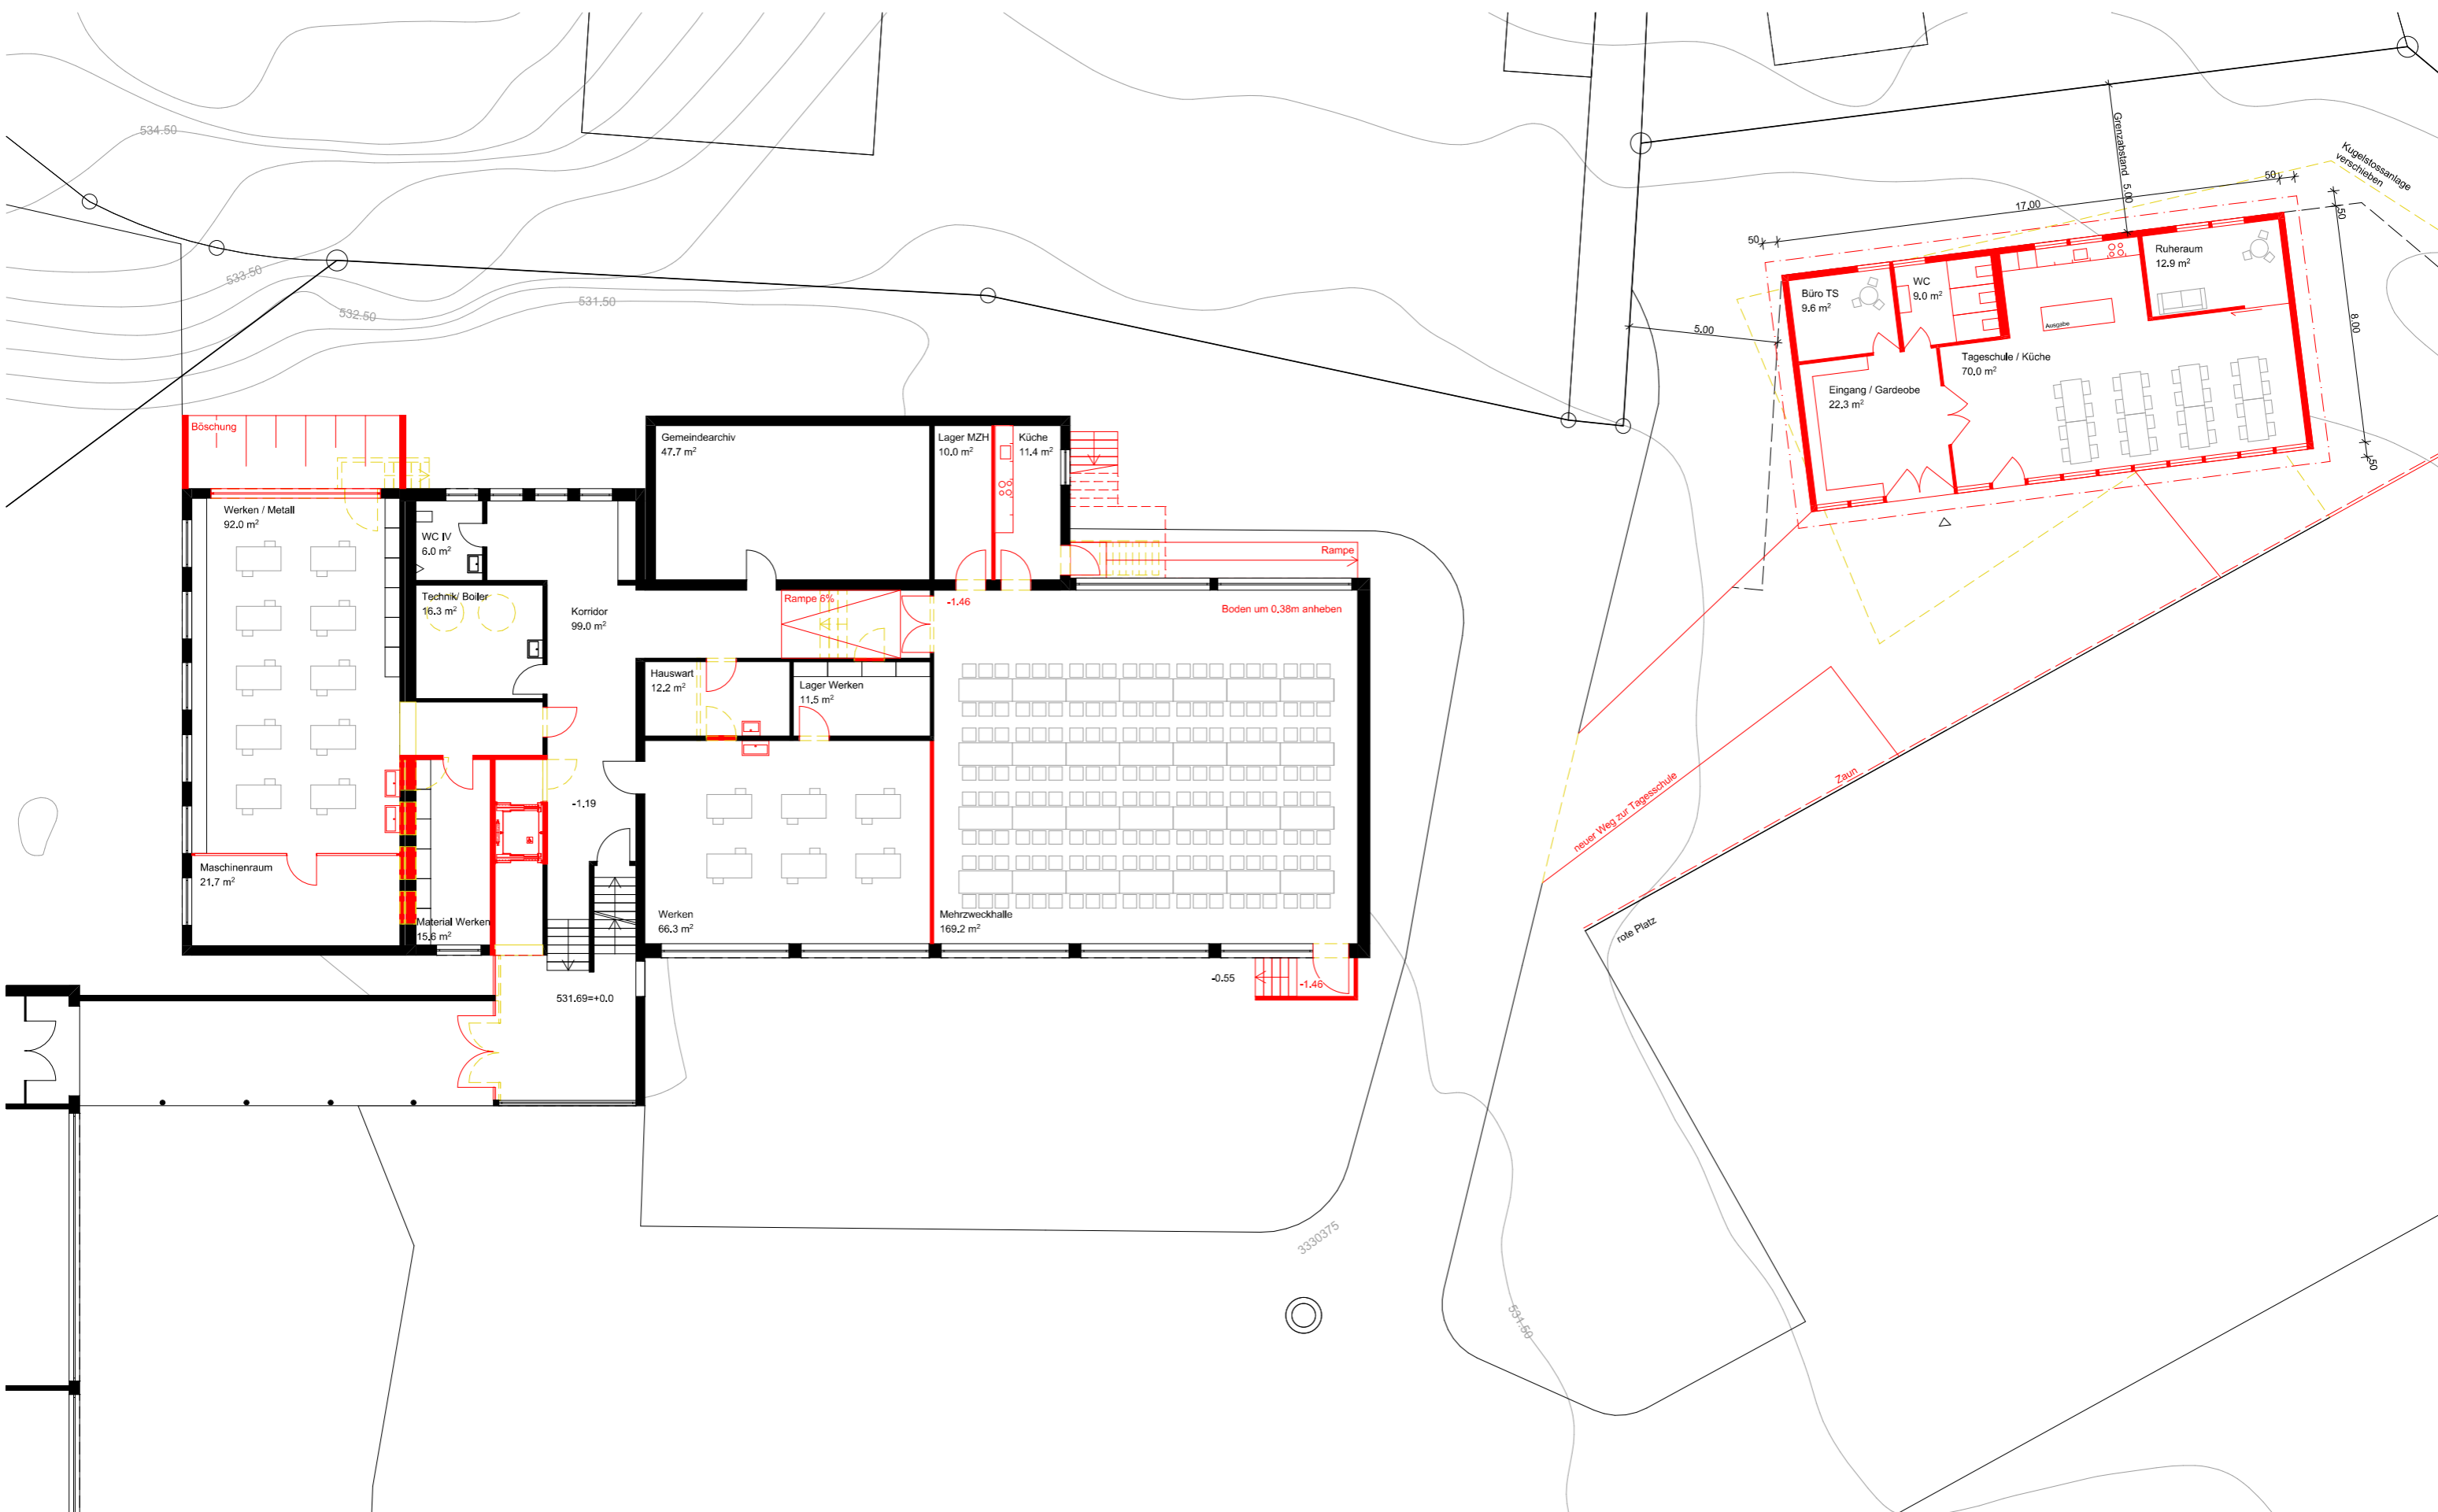 534.50
533.50
532.50
531.50
Grenzabstand 5.00
Kugelstossanlage
verschieben
50
17.00
50
50
8.00
50
5.00
Büro TS
9.6 m²
WC
9.0 m²
Ruheraum
12.9 m²
Ausgabe
Tageschule / Küche
70.0 m²
Eingang / Gardeobe
22.3 m²
Böschung
Werken / Metall
92.0 m²
WC IV
6.0 m²
Technik/ Boiler
16.3 m²
Korridor
99.0 m²
Gemeindearchiv
47.7 m²
Lager MZH
10.0 m²
Küche
11.4 m²
Rampe
Rampe 6%
-1.46
Boden um 0.38m anheben
Hauswart
12.2 m²
Lager Werken
11.5 m²
-1.19
Maschinenraum
21.7 m²
Material Werken
15.6 m²
Werken
66.3 m²
Mehrzweckhalle
169.2 m²
-0.55
-1.46
531.69=+0.0
neuer Weg zur Tagesschule
Zaun
rote Platz
3330375
531.50